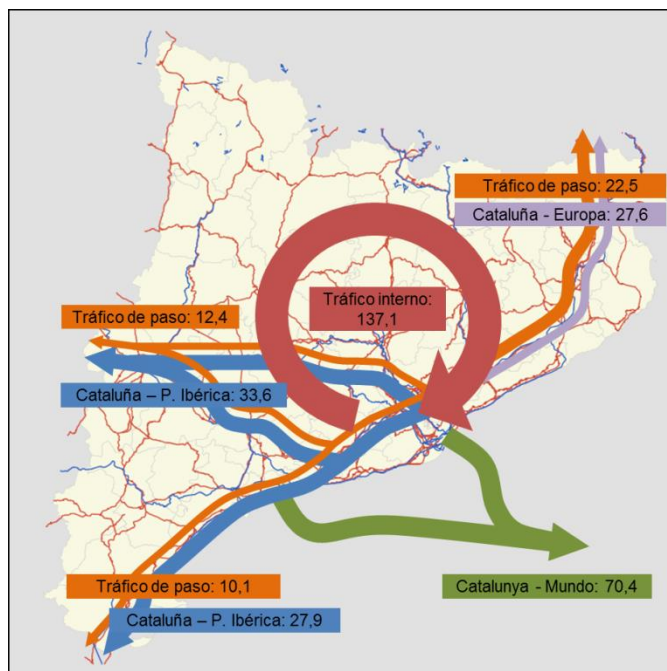 Tráfico de paso: 22,5
Cataluña - Europa: 27,6
Tráfico interno:
137,1
Tráfico de paso: 12,4
Cataluña – P. Ibérica: 33,6
Tráfico de paso: 10,1
Catalunya - Mundo: 70,4
Cataluña – P. Ibérica: 27,9